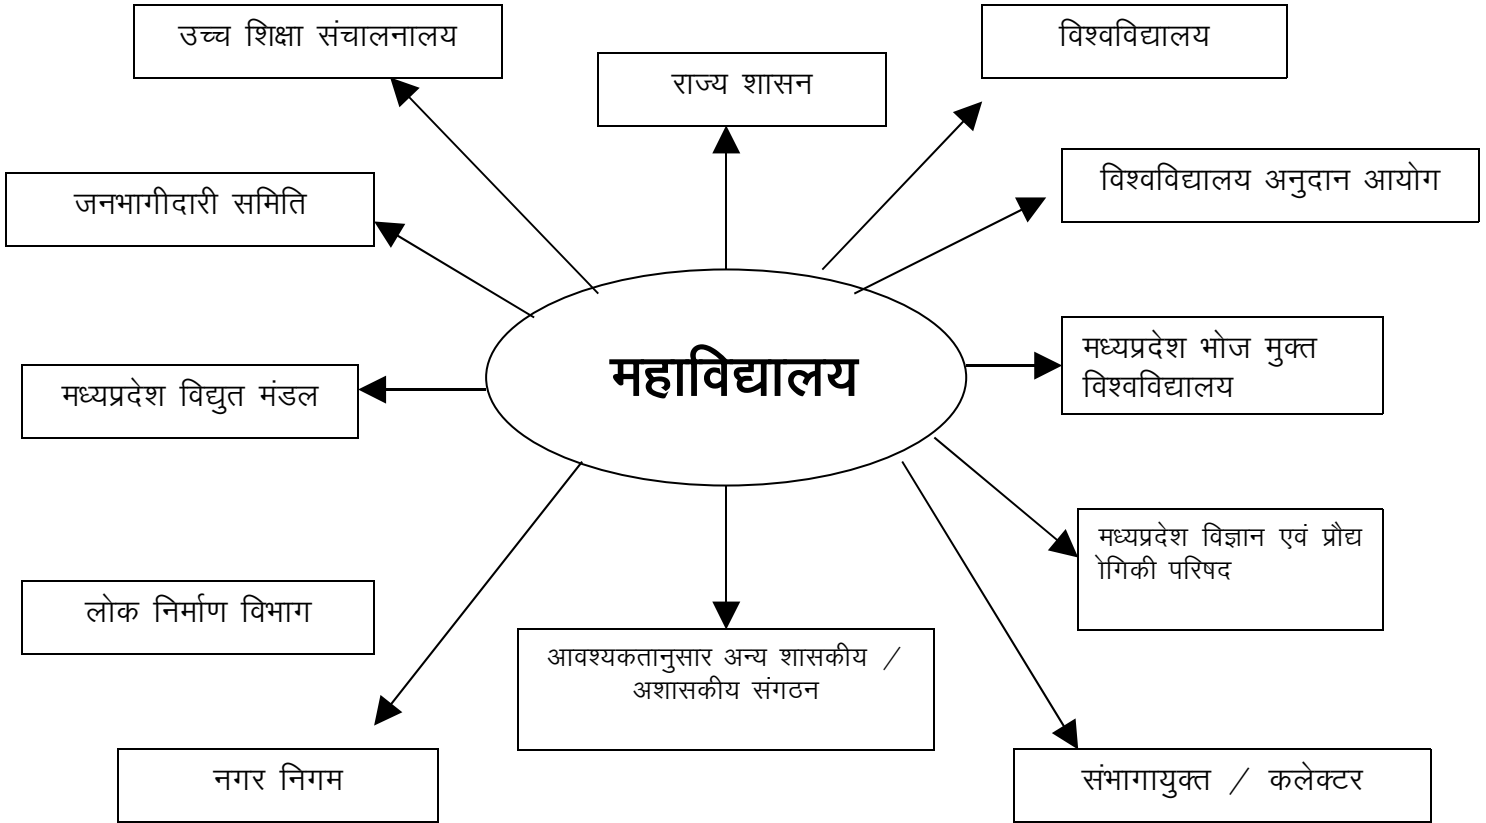 उच्च शिक्षा संचालनालय
विश्वविद्यालय
राज्य शासन
विश्वविद्यालय अनुदान आयोग
जनभागीदारी समिति
मध्यप्रदेश भोज मुक्त
विश्वविद्यालय
महाविद्यालय
मध्यप्रदेश विद्युत मंडल
मध्यप्रदेश विज्ञान एवं प्रौद्य
ोगिकी परिषद
लोक निर्माण विभाग
आवश्यकतानुसार अन्य शासकीय /
अशासकीय संगठन
नगर निगम
संभागायुक्त / कलेक्टर